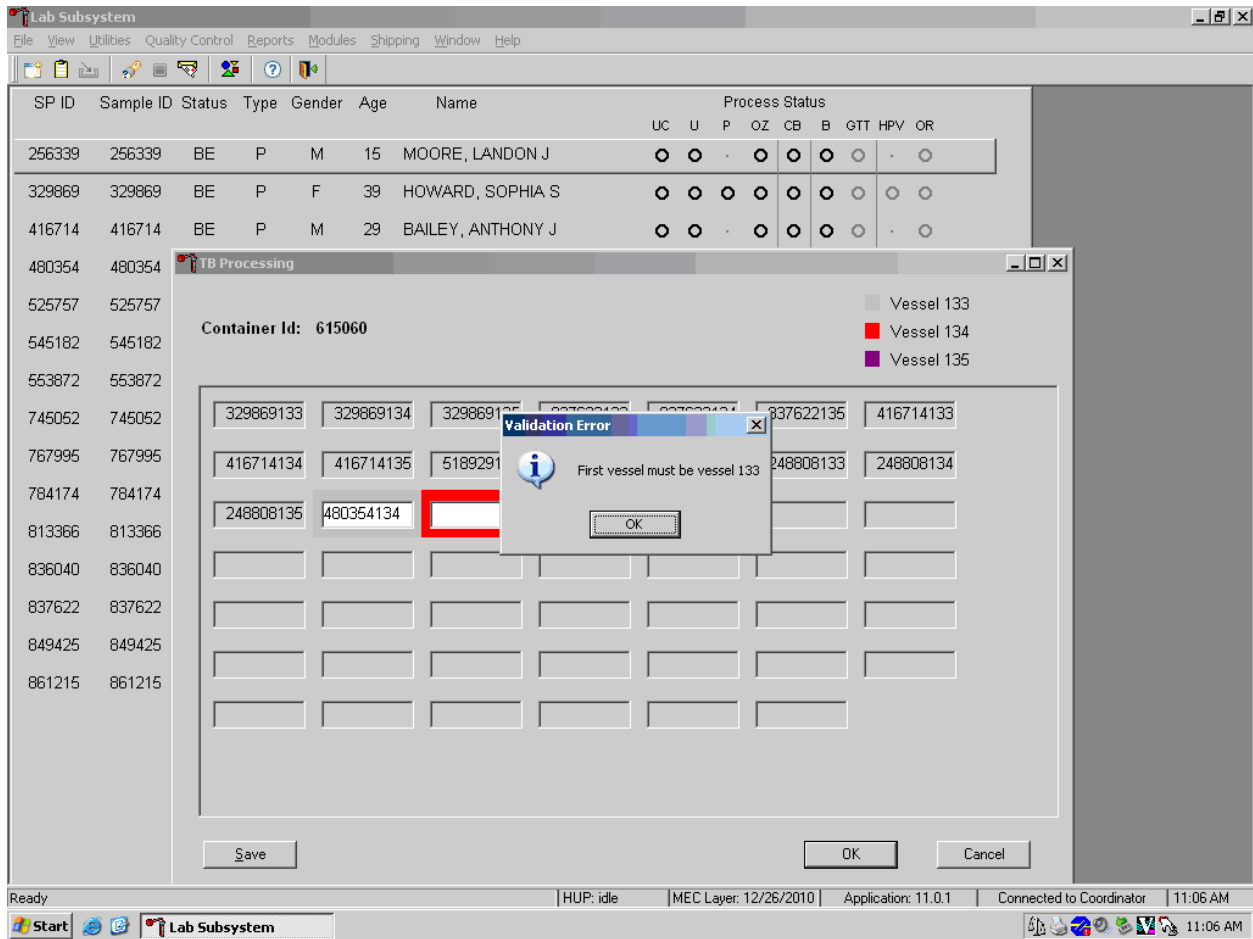 Lab Subsystem
File View Utilities Quality Control Reports Modules Shipping Window Help
SP ID Sample ID Status Type Gender Age Name Process Status
UC U P OZ CB B GTT HPV OR
256339 256339 BE P M 15 MOORE, LANDON J
329869 329869 BE P F 39 HOWARD, SOPHIA S
416714 416714 BE P M 29 BAILEY, ANTHONY J
480354 480354
525757 525757
545182 545182
553872 553872
745052 745052
767995 767995
784174 784174
813366 813366
836040 836040
837622 837622
849425 849425
861215 861215
TB Processing
Container Id: 615060
Vessel 133
Vessel 134
Vessel 135
329869133 329869134 837622135 416714133
416714134 416714135 248808133 248808134
248808135 480354134
Validation Error
First vessel must be vessel 133
OK
Save OK Cancel
Ready HUP: idle MEC Layer: 12/26/2010 Application: 11.0.1 Connected to Coordinator 11:06 AM
Start Lab Subsystem 11:06 AM